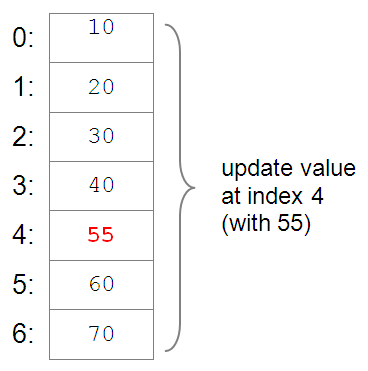 0: 10
1: 20
2: 30
3: 40
4: 55
5: 60
6: 70
update value
at index 4
(with 55)